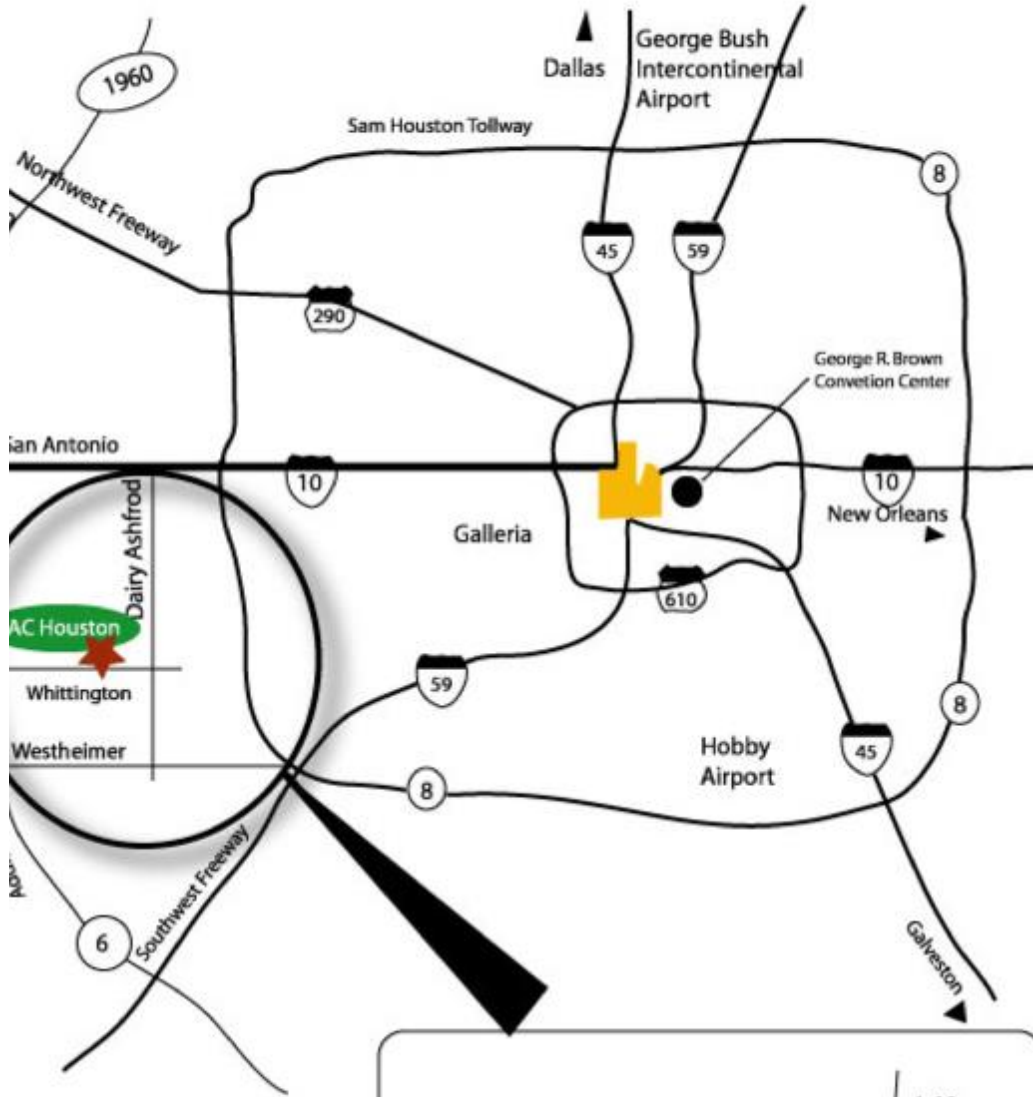 1960
Dallas
George Bush
Intercontinental
Airport
Sam Houston Tollway
8
Northwest Freeway
45
59
290
George R. Brown
Convetion Center
San Antonio
10
10
Dairy Ashfrod
Galleria
New Orleans
610
AC Houston
59
Whittington
8
Westheimer
Hobby
Airport
45
8
Southwest Freeway
6
Galveston